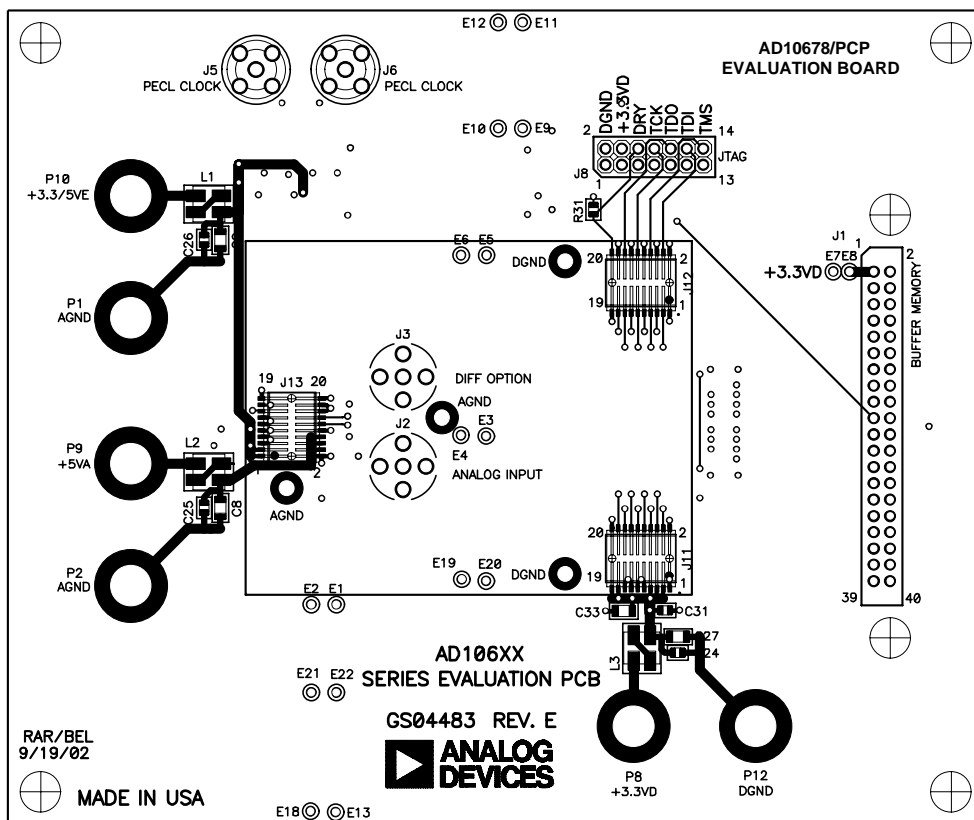 E12 E11
AD10678/PCP
EVALUATION BOARD
J5
PECL CLOCK
J6
PECL CLOCK
DGND
+3.3VD
DRY
TCK
TDO
TDI
TMS
E10 E9
2 14
JTAG
J8
1 13
P10
+3.3/5VE
L1
R31
C26
E6 E5
DGND
20 2
J12
19 .1
J1
1 2
E7E8
+3.3VD
BUFFER MEMORY
P1
AGND
J3
19 20
J13
DIFF OPTION
AGND
J2
E3
E4
ANALOG INPUT
P9
+5VA
L2
1 2
C25
C8
AGND
20 2
J11
19 .1
P2
AGND
E19 E20
DGND
E2 E1
C33
C31
39 40
27
24
L3
AD106XX
SERIES EVALUATION PCB
E21 E22
GS04483 REV. E
RAR/BEL
9/19/02
ANALOG
DEVICES
P8
+3.3VD
P12
DGND
MADE IN USA
E18 E13